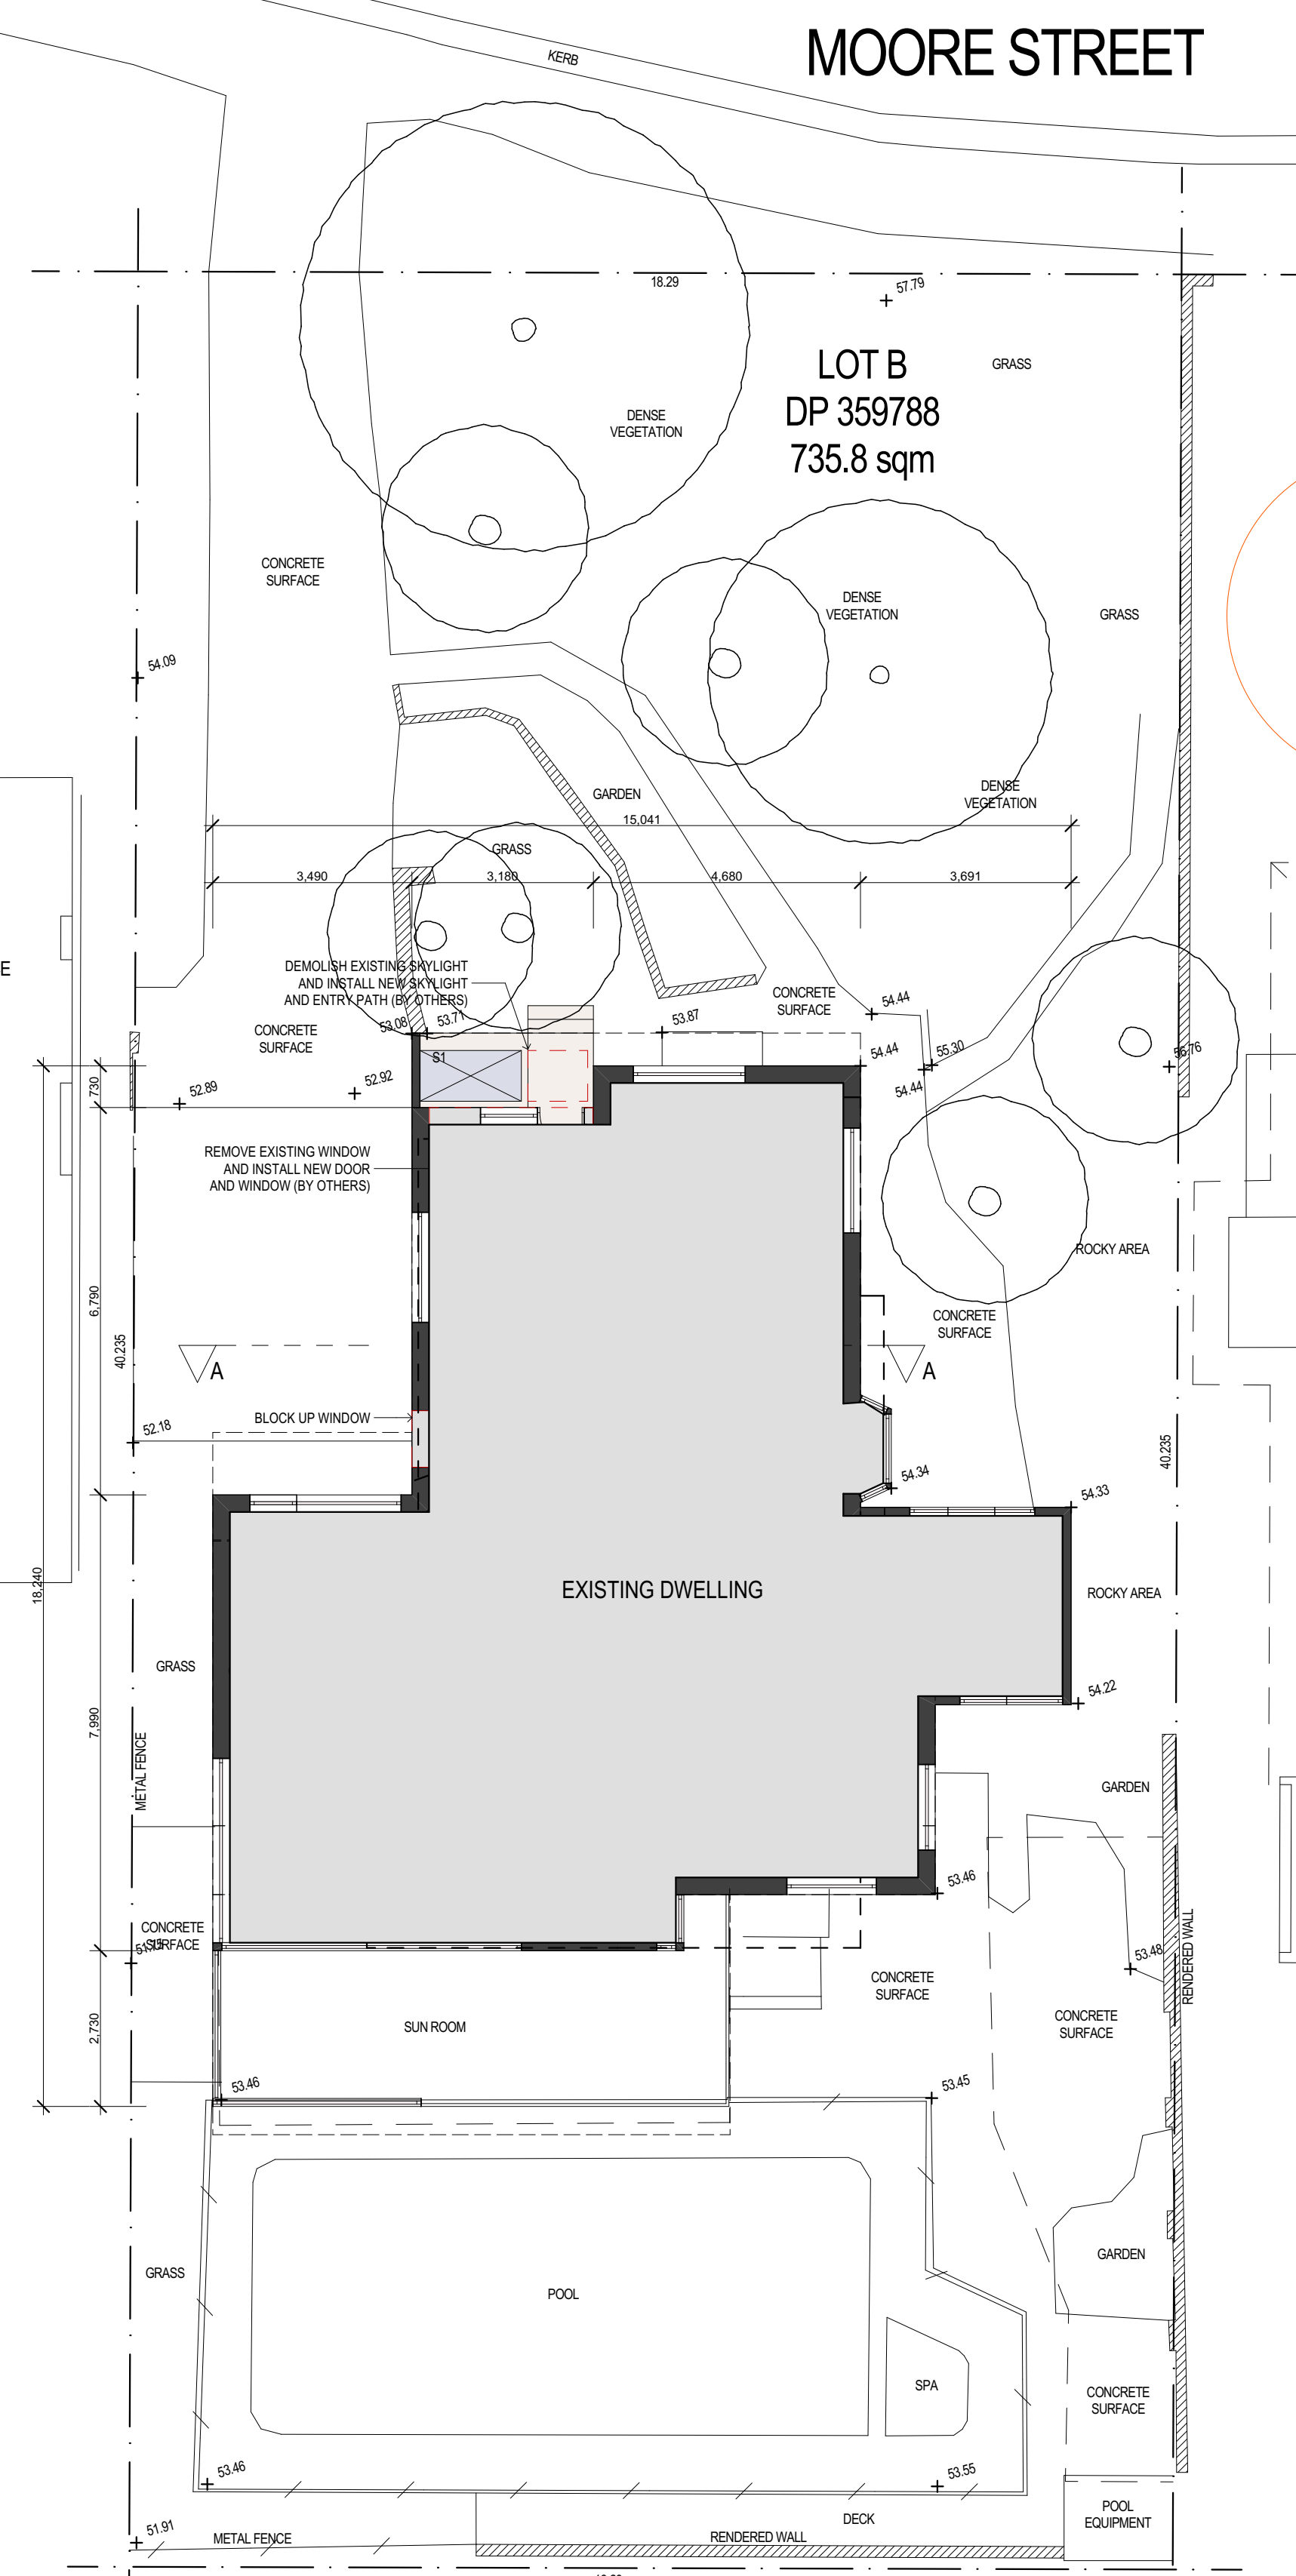 MOORE STREET
KERB
18.29
57.79
LOT B
DP 359788
735.8 sqm
GRASS
DENSE
VEGETATION
CONCRETE
SURFACE
DENSE
VEGETATION
GRASS
54.09
DENSE
VEGETATION
GARDEN
15,041
GRASS
3,490
3,180
4,680
3,691
E
DEMOLISH EXISTING SKYLIGHT
AND INSTALL NEW SKYLIGHT
AND ENTRY PATH (BY OTHERS)
CONCRETE
SURFACE
54.44
CONCRETE
SURFACE
53.08
53.71
53.87
54.44
55.30
56.76
S1
54.44
730
52.89
52.92
REMOVE EXISTING WINDOW
AND INSTALL NEW DOOR
AND WINDOW (BY OTHERS)
ROCKY AREA
6,790
40.235
CONCRETE
SURFACE
A
A
BLOCK UP WINDOW
52.18
40.235
54.34
54.33
18,240
EXISTING DWELLING
ROCKY AREA
GRASS
54.22
7,990
METAL FENCE
GARDEN
53.46
CONCRETE
SURFACE
53.48
RENDERED WALL
CONCRETE
SURFACE
CONCRETE
SURFACE
2,730
SUN ROOM
53.46
53.45
GRASS
POOL
GARDEN
SPA
CONCRETE
SURFACE
53.46
53.55
POOL
EQUIPMENT
DECK
51.91
METAL FENCE
RENDERED WALL